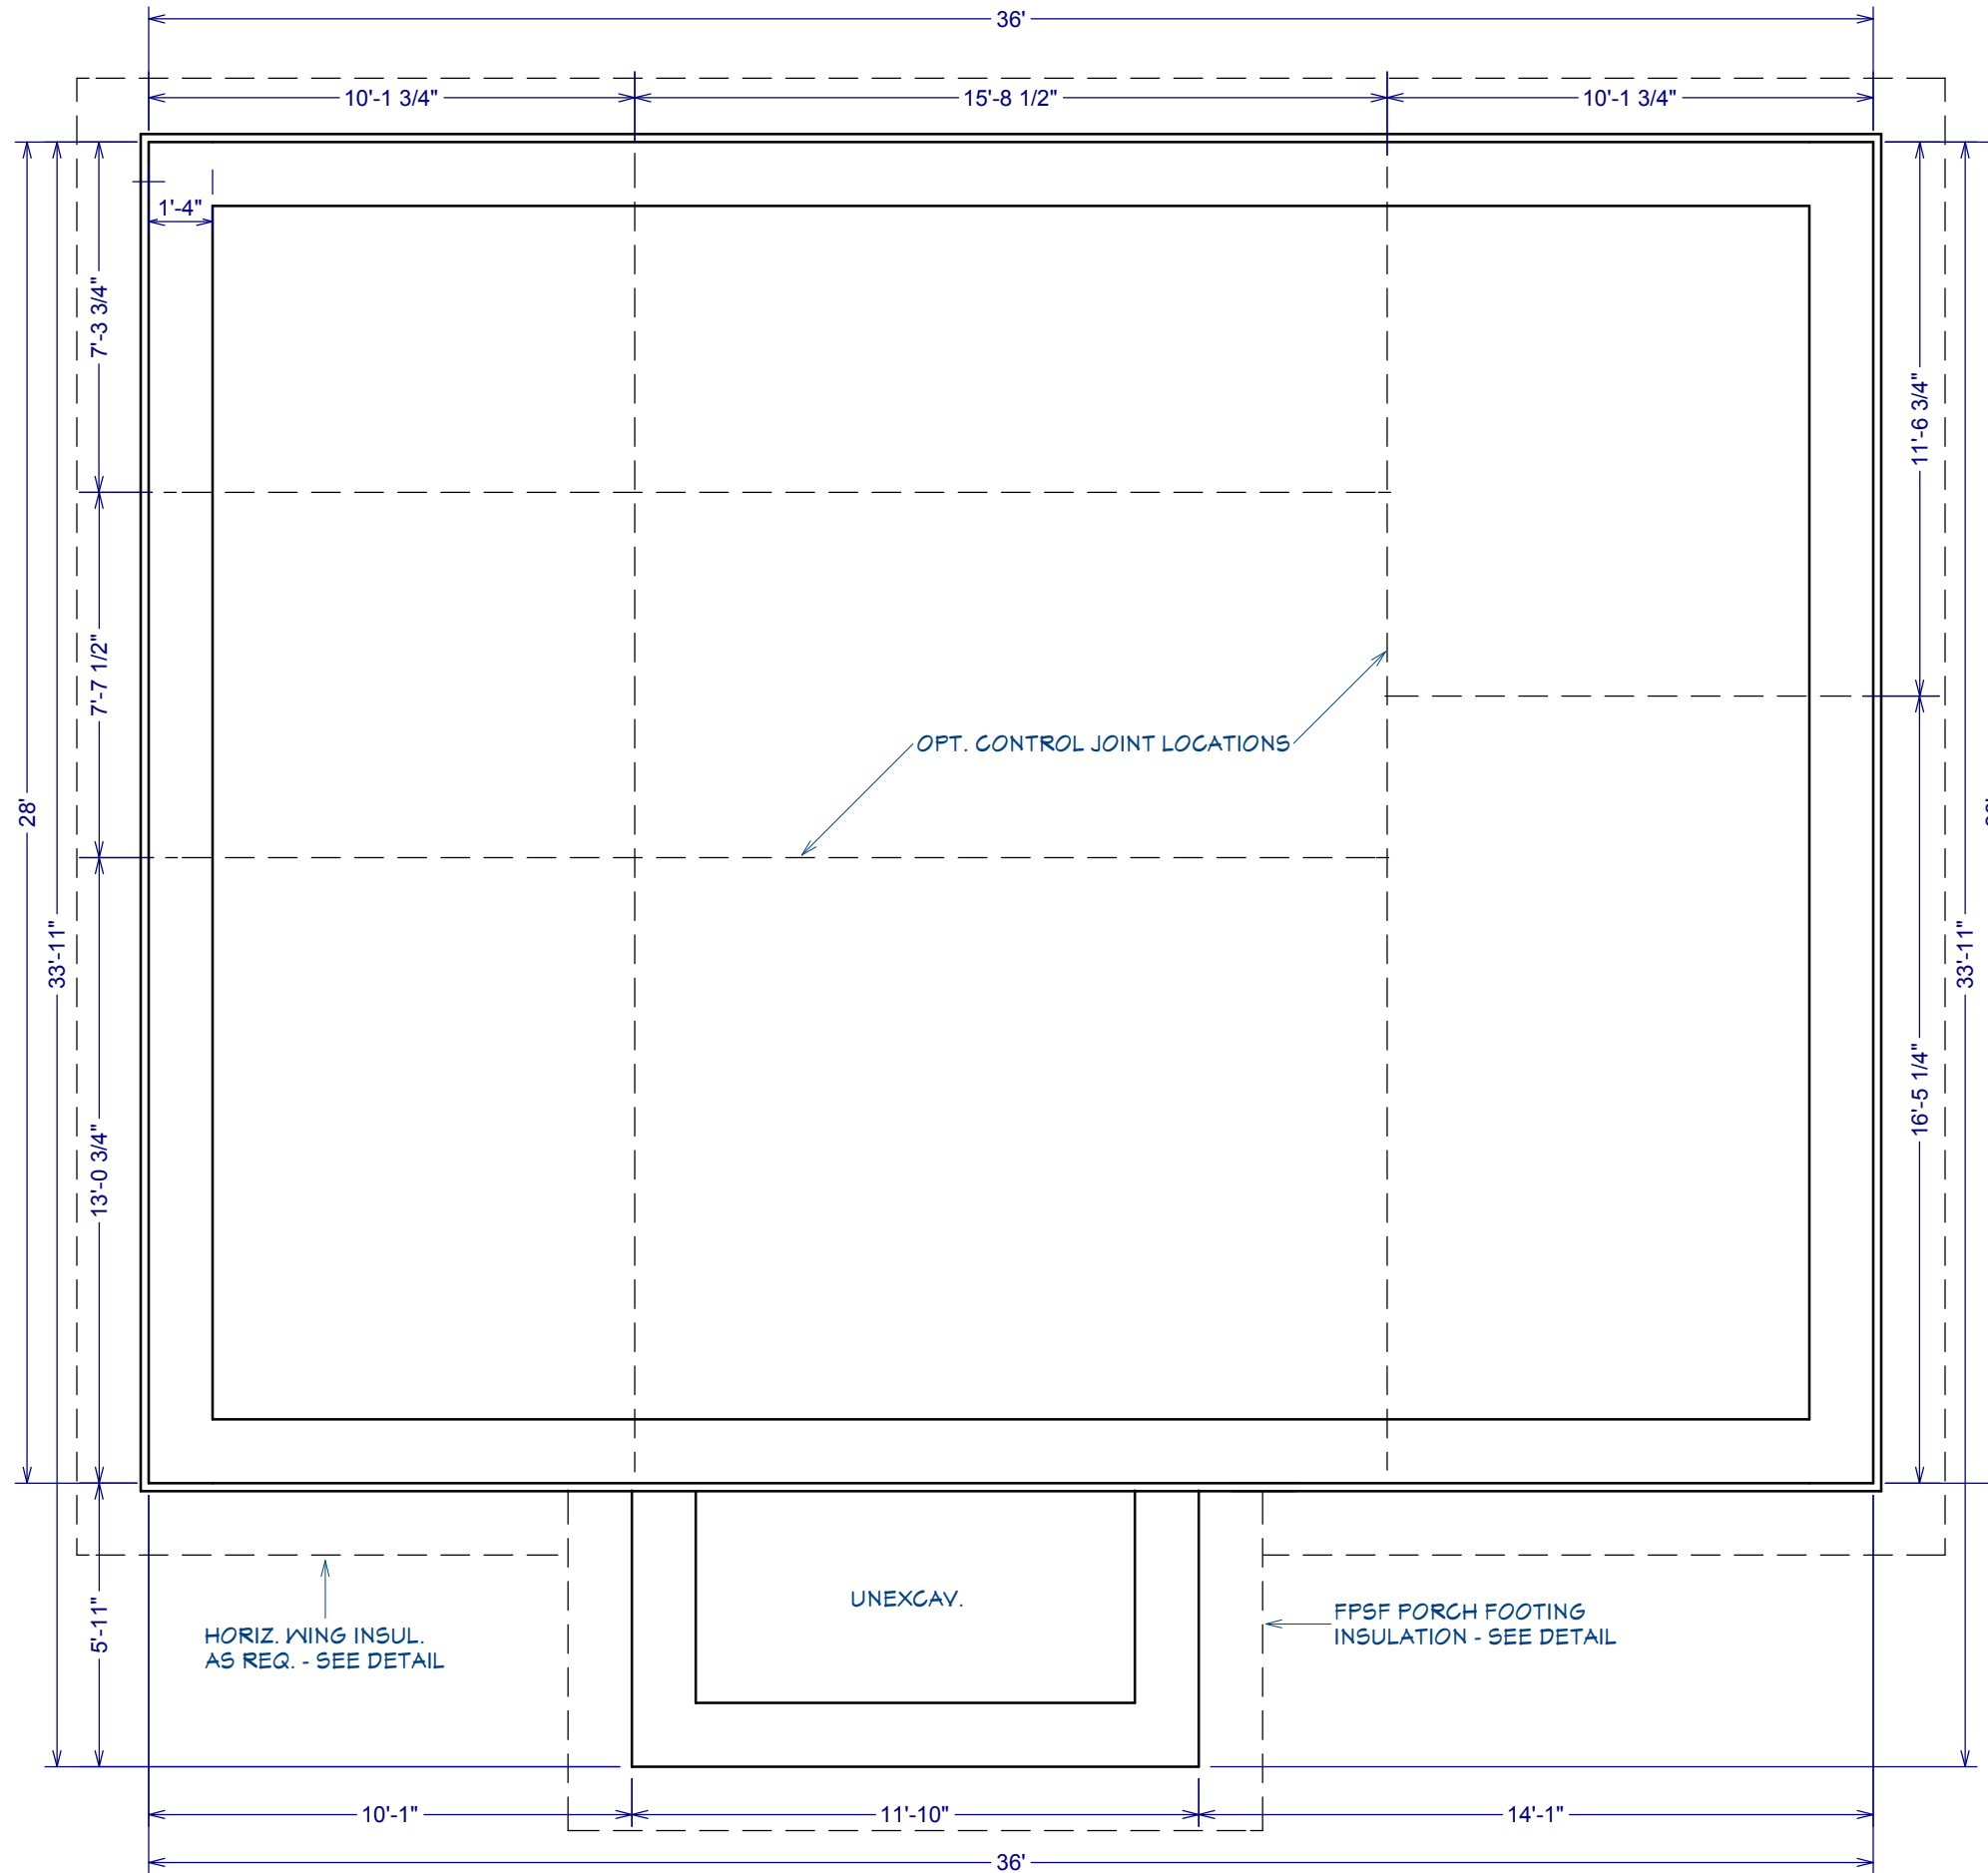 36'
10'-1 3/4" 15'-8 1/2" 10'-1 3/4"
1'-4"
7'-3 3/4"
11'-6 3/4"
7'-7 1/2"
OPT. CONTROL JOINT LOCATIONS
28'
33'-11"
33'-11"
16'-5 1/4"
13'-0 3/4"
UNEXCAV.
5'-11"
HORIZ. WING INSUL.
AS REQ. - SEE DETAIL
FPSF PORCH FOOTING
INSULATION - SEE DETAIL
10'-1" 11'-10" 14'-1"
36'